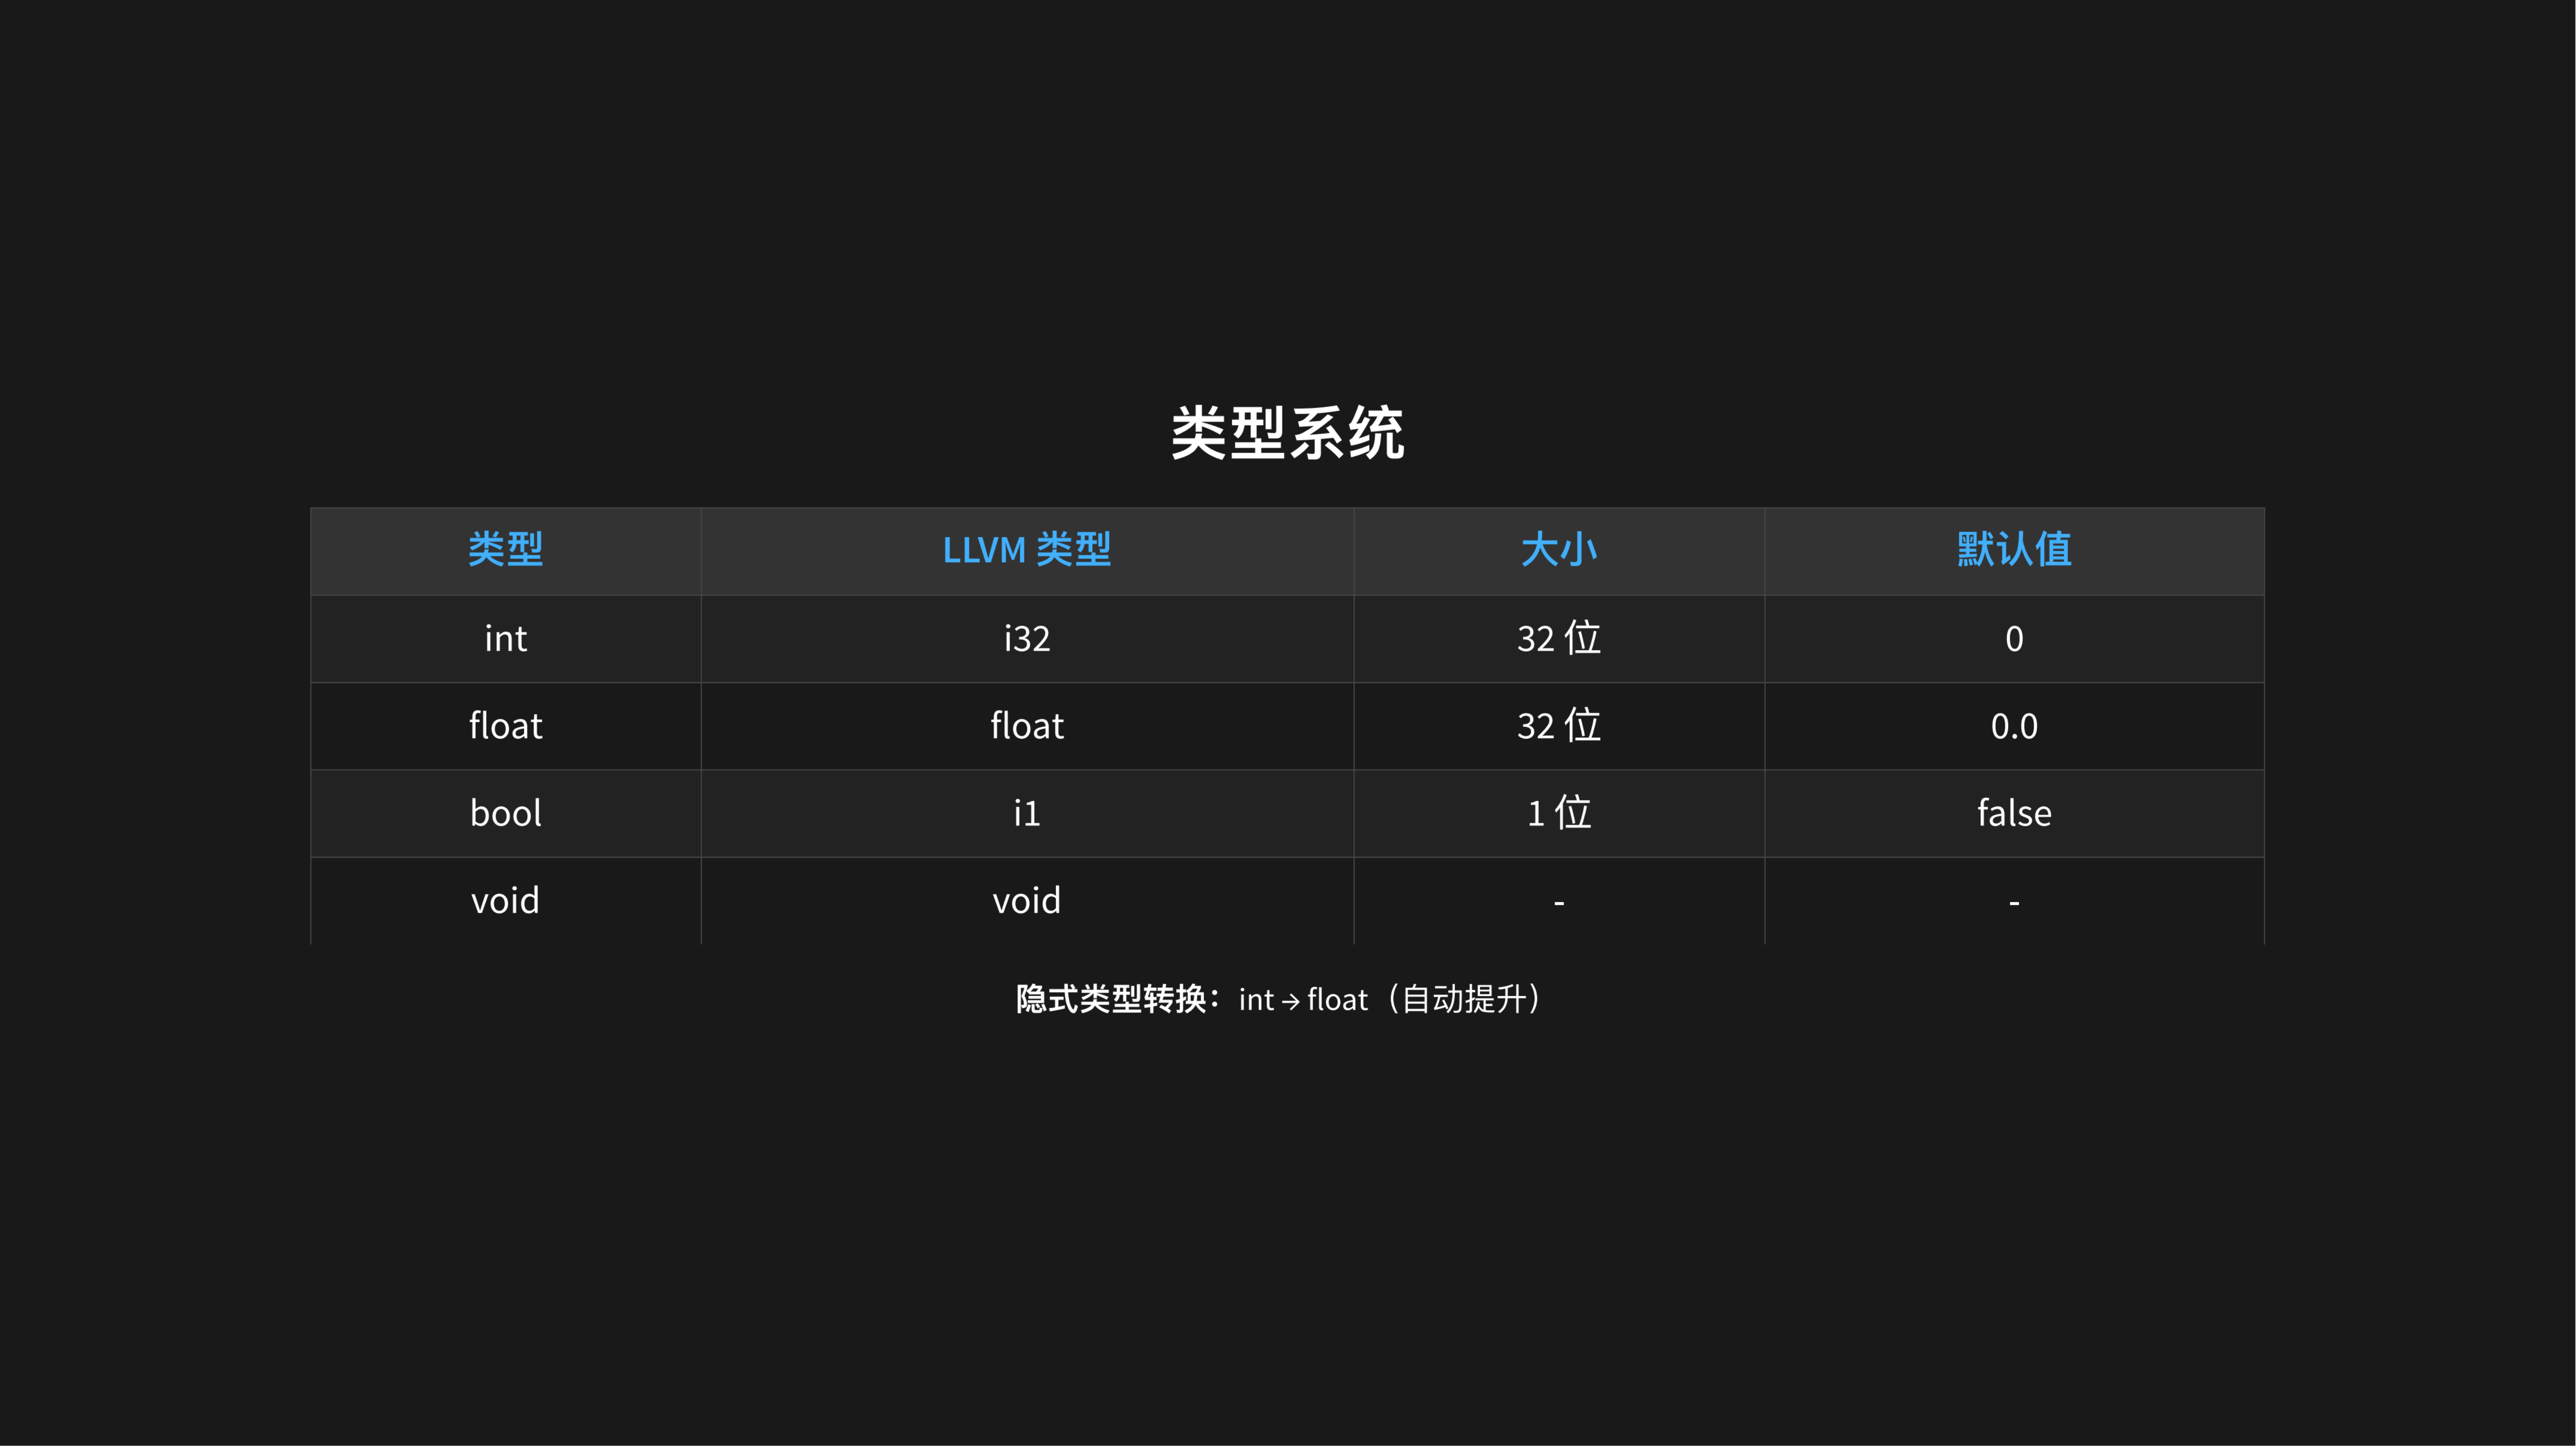 类型系统
类型 LLVM 类型 大小 默认值
int i32 32 位 0
float float 32 位 0.0
bool i1 1 位 false
void void - -
隐式类型转换：int → float（自动提升）